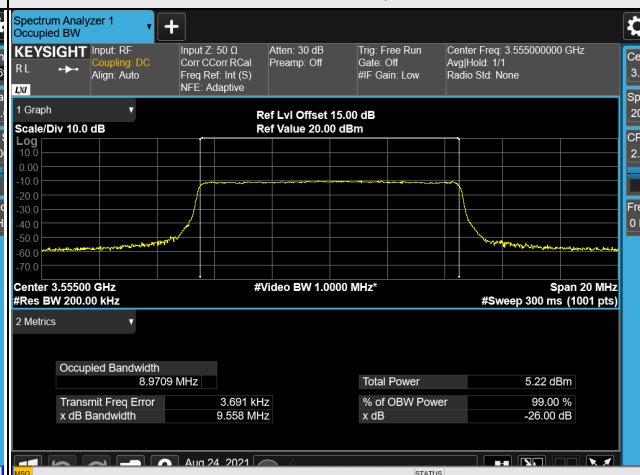 Spectrum Analyzer 1
Occupied BW
+
KEYSIGHT Input: RF Input Z: 50 Ω Atten: 30 dB Trig: Free Run Center Freq: 3.555000000 GHz
R L Coupling: DC Corr CCorr RCal Preamp: Off Gate: Off Avg|Hold: 1/1
Align: Auto Freq Ref: Int (S) #IF Gain: Low Radio Std: None
LXI NFE: Adaptive
1 Graph
Ref Lvl Offset 15.00 dB
Scale/Div 10.0 dB Ref Value 20.00 dBm
Log
10.0
0.00
-10.0
-20.0
-30.0
-40.0
-50.0
-60.0
-70.0
Center 3.55500 GHz #Video BW 1.0000 MHz* Span 20 MHz
#Res BW 200.00 kHz #Sweep 300 ms (1001 pts)
2 Metrics
Occupied Bandwidth
8.9709 MHz Total Power 5.22 dBm
Transmit Freq Error 3.691 kHz % of OBW Power 99.00 %
x dB Bandwidth 9.558 MHz x dB -26.00 dB
Aug 24, 2021
MSG STATUS